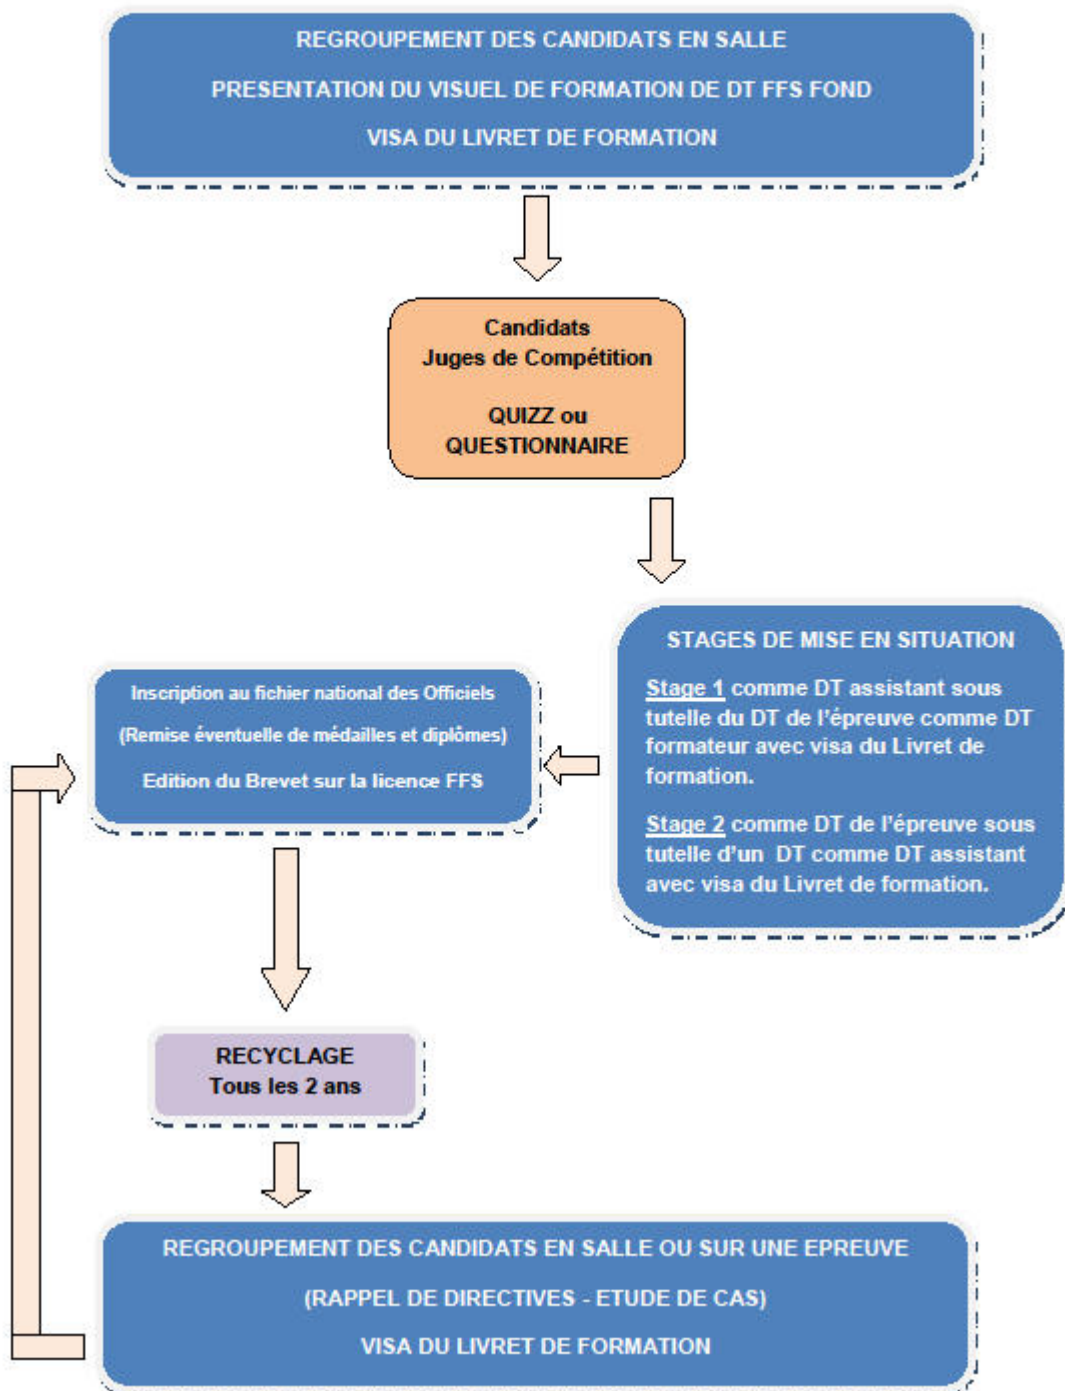 REGROUPEMENT DES CANDIDATS EN SALLE
PRESENTATION DU VISUEL DE FORMATION DE DT FFS FOND
VISA DU LIVRET DE FORMATION
Candidats
Juges de Compétition
QUIZZ ou
QUESTIONNAIRE
STAGES DE MISE EN SITUATION
Stage 1 comme DT assistant sous
tutelle du DT de l'épreuve comme DT
formateur avec visa du Livret de
formation.
Stage 2 comme DT de l'épreuve sous
tutelle d'un DT comme DT assistant
avec visa du Livret de formation.
Inscription au fichier national des Officiels
(Remise éventuelle de médailles et diplômes)
Edition du Brevet sur la licence FFS
RECYCLAGE
Tous les 2 ans
REGROUPEMENT DES CANDIDATS EN SALLE OU SUR UNE EPREUVE
(RAPPEL DE DIRECTIVES - ETUDE DE CAS)
VISA DU LIVRET DE FORMATION